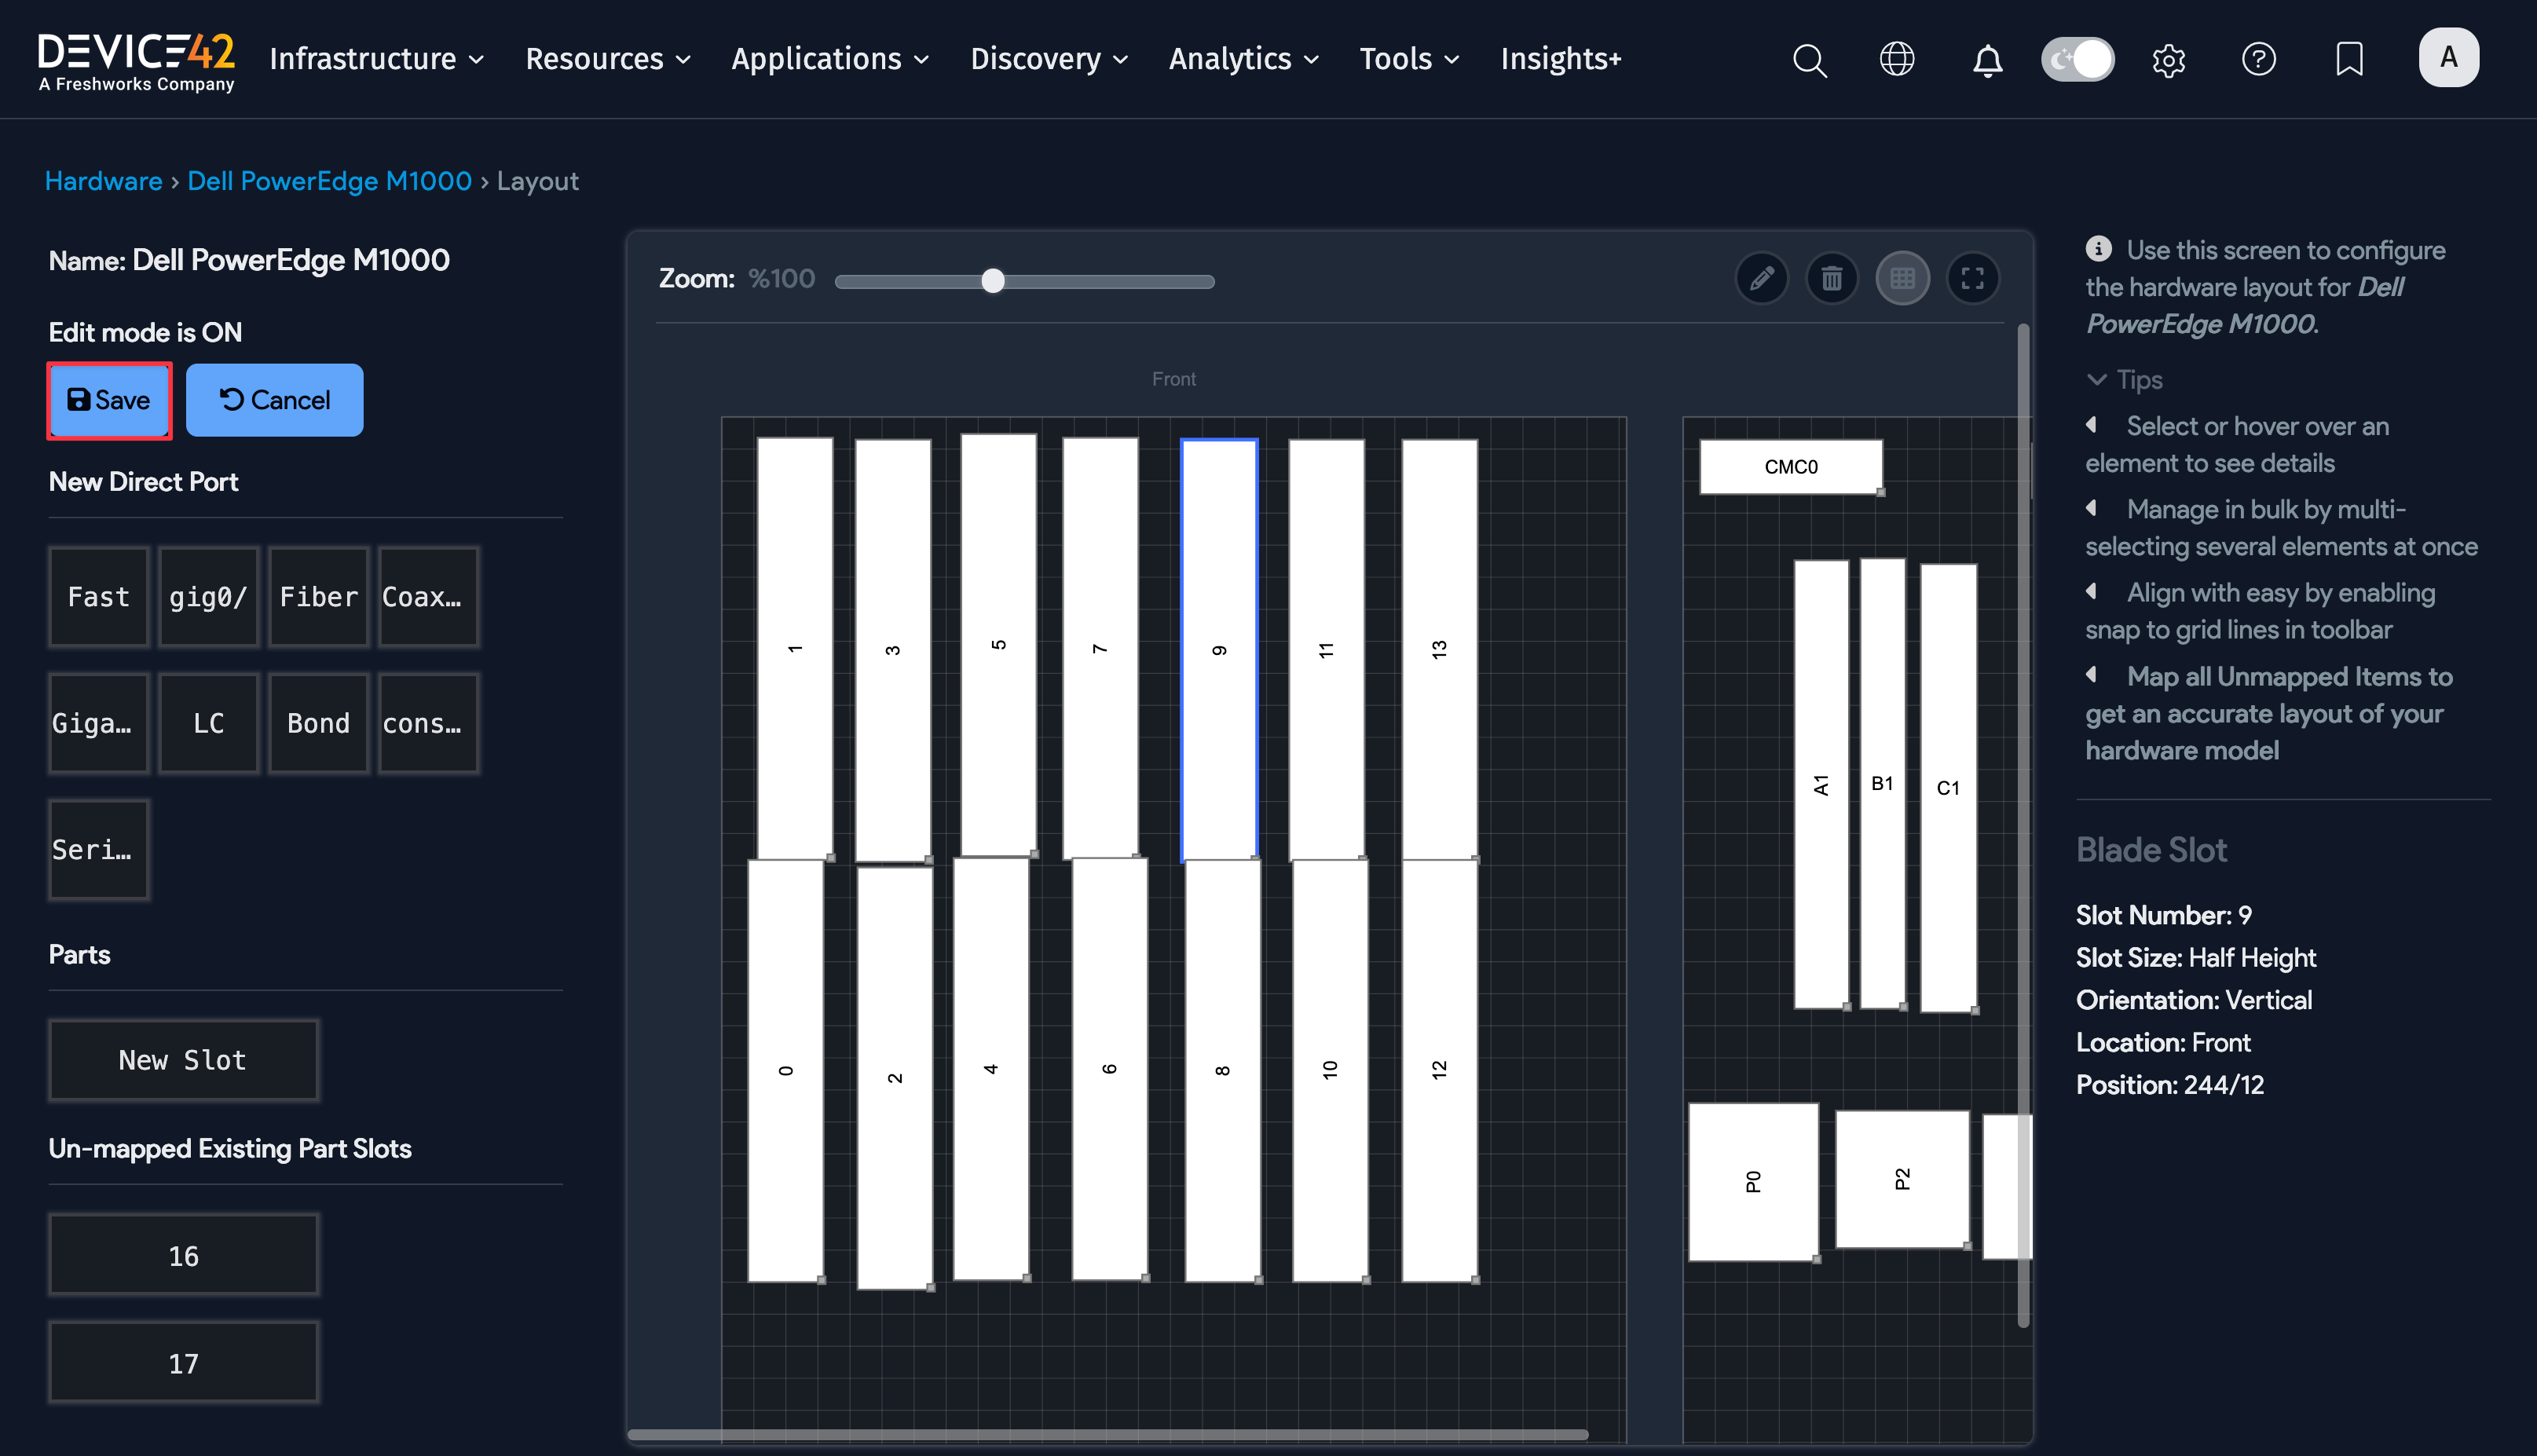 DEVICE42
A Freshworks Company
Infrastructure
Resources
Applications
Discovery
Analytics
Tools
Insights+
A
Hardware › Dell PowerEdge M1000 › Layout
Name: Dell PowerEdge M1000
Edit mode is ON
Save
Cancel
New Direct Port
Fast
gig0/
Fiber
Coax...
Giga...
LC
Bond
cons...
Seri...
Parts
New Slot
Un-mapped Existing Part Slots
16
17
Zoom: %100
Front
1
3
5
7
9
11
13
0
2
4
6
8
10
12
CMC0
A1
B1
C1
P0
P2
Use this screen to configure
the hardware layout for Dell
PowerEdge M1000.
Tips
Select or hover over an
element to see details
Manage in bulk by multi-
selecting several elements at once
Align with easy by enabling
snap to grid lines in toolbar
Map all Unmapped Items to
get an accurate layout of your
hardware model
Blade Slot
Slot Number: 9
Slot Size: Half Height
Orientation: Vertical
Location: Front
Position: 244/12